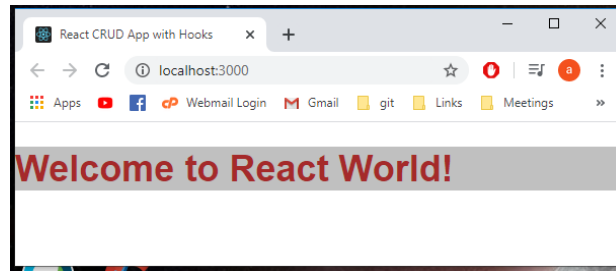 React CRUD App with Hooks
localhost:3000
a
Apps
Webmail Login
Gmail
git
Links
Meetings
Welcome to React World!